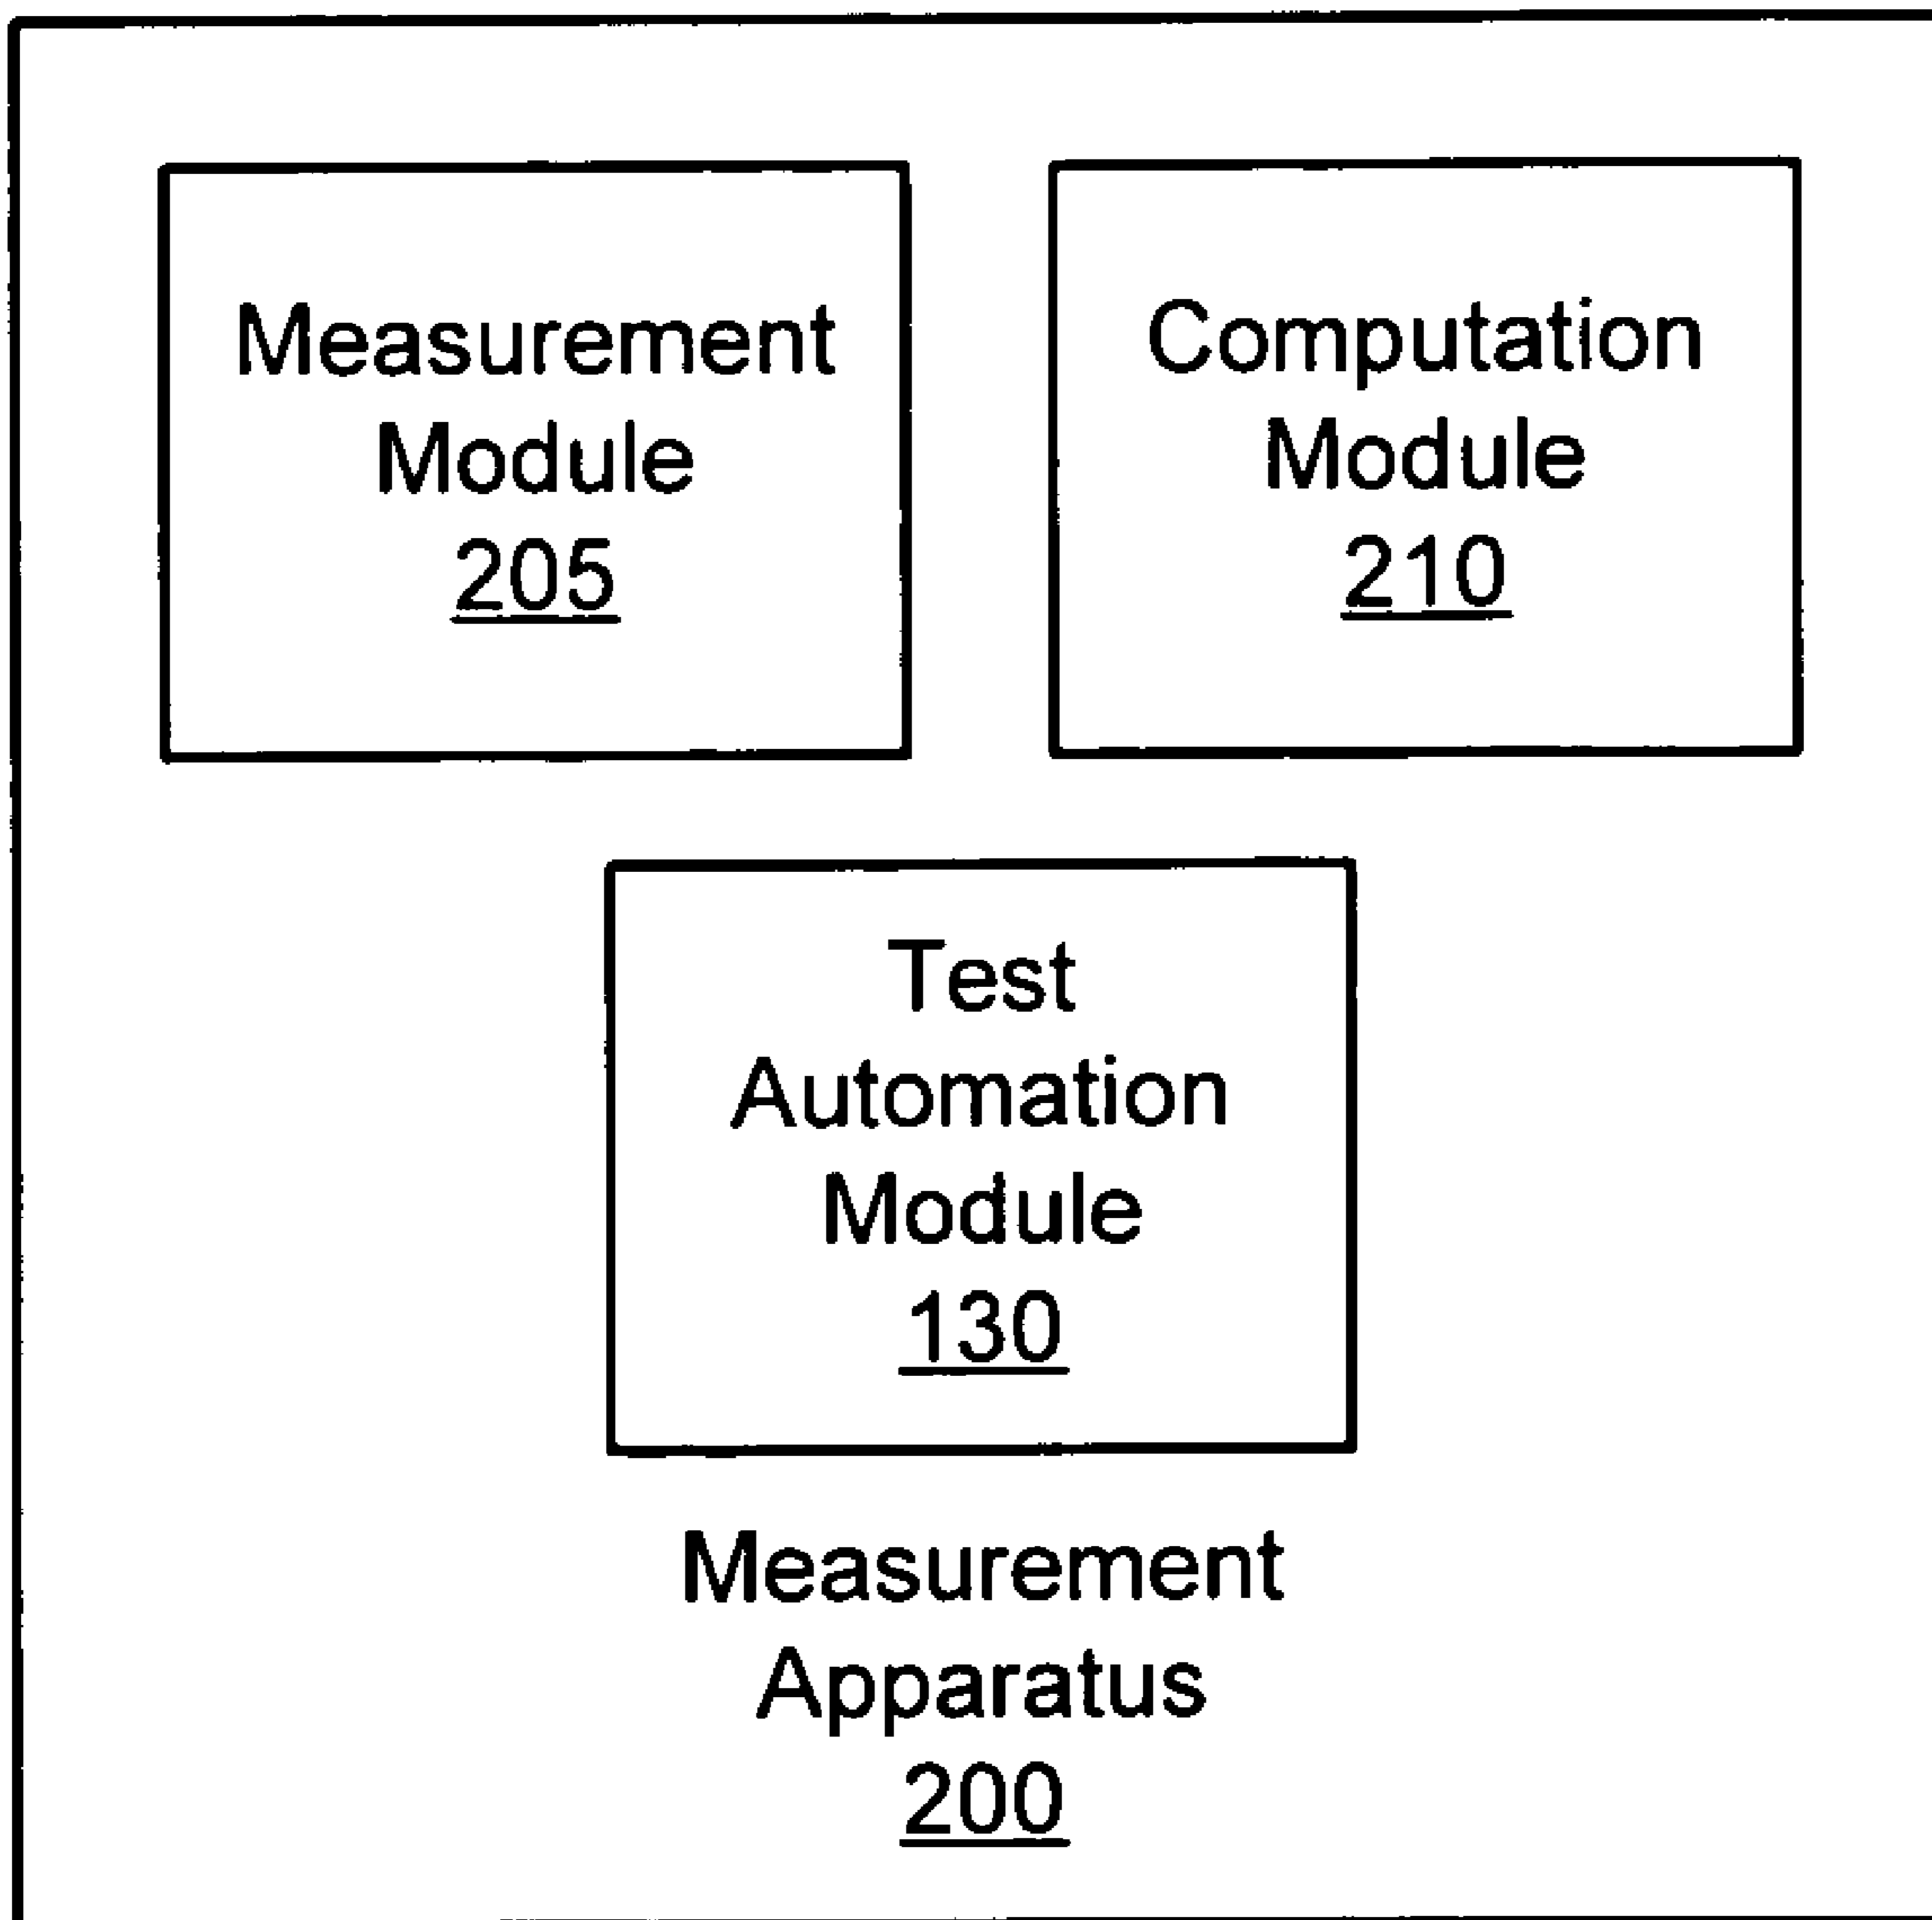 Measurement
Module
205
Computation
Module
210
Test
Automation
Module
130
Measurement
Apparatus
200